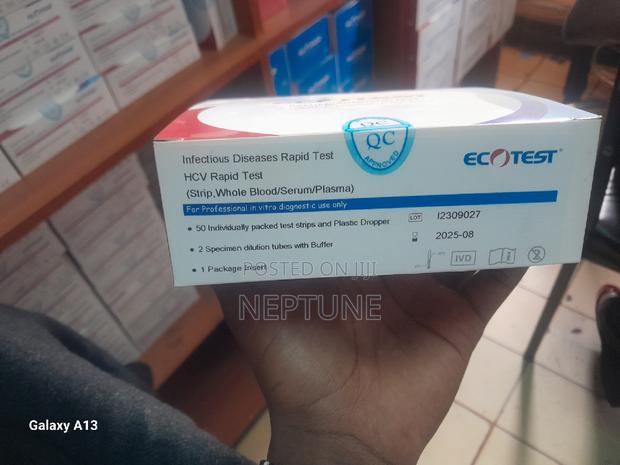 QC
APPROVED
Infectious Diseases Rapid Test
HCV Rapid Test
(Strip,Whole Blood/Serum/Plasma)
For Professional in vitro diagnostic use only
• 50 Individually packed test strips and Plastic Dropper
• 2 Specimen dilution tubes with Buffer
• 1 Package Insert
ECOTEST®
LOT I2309027
2025-08
IVD
POSTED ON JIJI
NEPTUNE
Galaxy A13